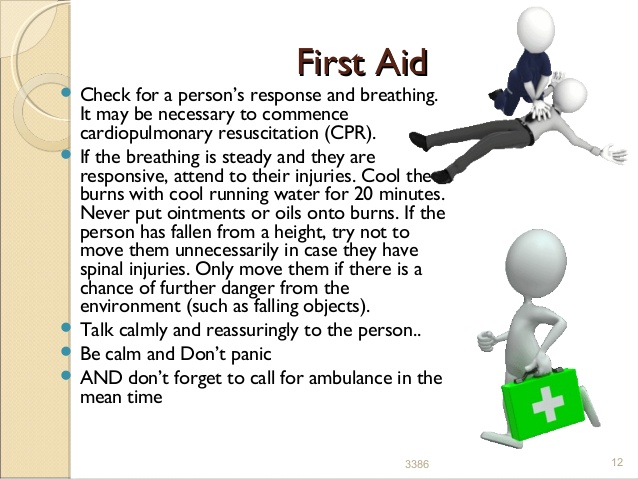 First Aid
Check for a person's response and breathing.
It may be necessary to commence
cardiopulmonary resuscitation (CPR).
If the breathing is steady and they are
responsive, attend to their injuries. Cool the
burns with cool running water for 20 minutes.
Never put ointments or oils onto burns. If the
person has fallen from a height, try not to
move them unnecessarily in case they have
spinal injuries. Only move them if there is a
chance of further danger from the
environment (such as falling objects).
Talk calmly and reassuringly to the person..
Be calm and Don't panic
AND don't forget to call for ambulance in the
mean time
3386
12